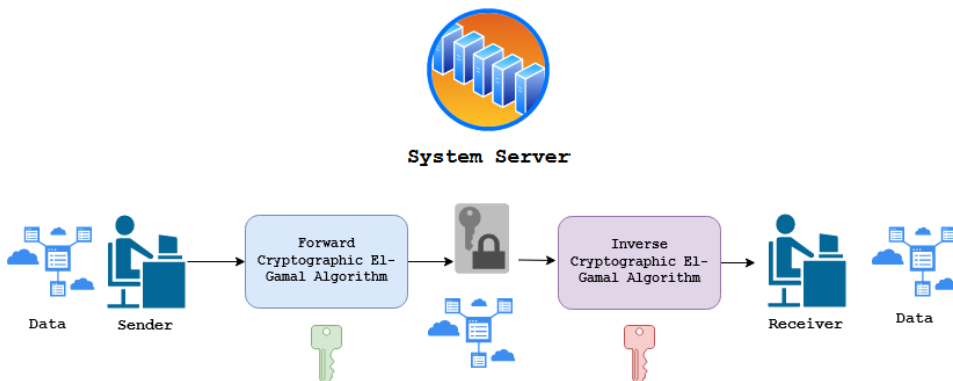 System Server
Forward
Cryptographic El-
Gamal Algorithm
Inverse
Cryptographic El-
Gamal Algorithm
Data
Sender
Receiver
Data